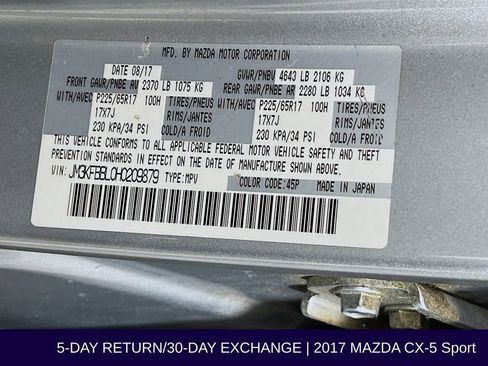 MFD. BY MAZDA MOTOR CORPORATION
DATE 08/17 GVWR/PNBV 4643 LB 2106 KG
FRONT GAWR/PNBE AV 2370 LB 1075 KG REAR GAWR/PNBE AR 2280 LB 1034 KG
WITH/AVEC P225/65R17 100H TIRES/PNEUS WITH/AVEC P225/65R17 100H TIRES/PNEUS
17X7J RIMS/JANTES 17X7J RIMS/JANTES
230 KPA/34 PSI COLD/A FROID 230 KPA/34 PSI COLD/A FROID
THIS VEHICLE CONFORMS TO ALL APPLICABLE FEDERAL MOTOR VEHICLE SAFETY AND THEFT
PREVENTION STANDARDS IN EFFECT ON THE DATE OF MANUFACTURE SHOWN ABOVE.
VIN: JM3KFBBL0H0209879 TYPE:MPV COLOR CODE:45P MADE IN JAPAN
5-DAY RETURN/30-DAY EXCHANGE | 2017 MAZDA CX-5 Sport